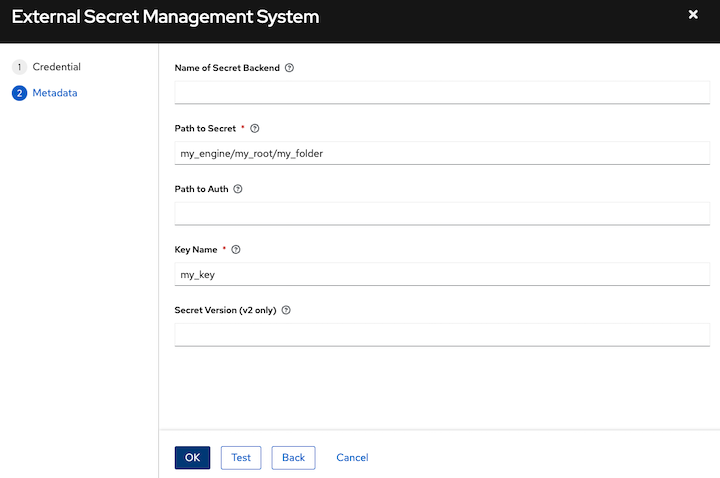 External Secret Management System
1 Credential
2 Metadata
Name of Secret Backend
Path to Secret *
my_engine/my_root/my_folder
Path to Auth
Key Name *
my_key
Secret Version (v2 only)
OK Test Back Cancel